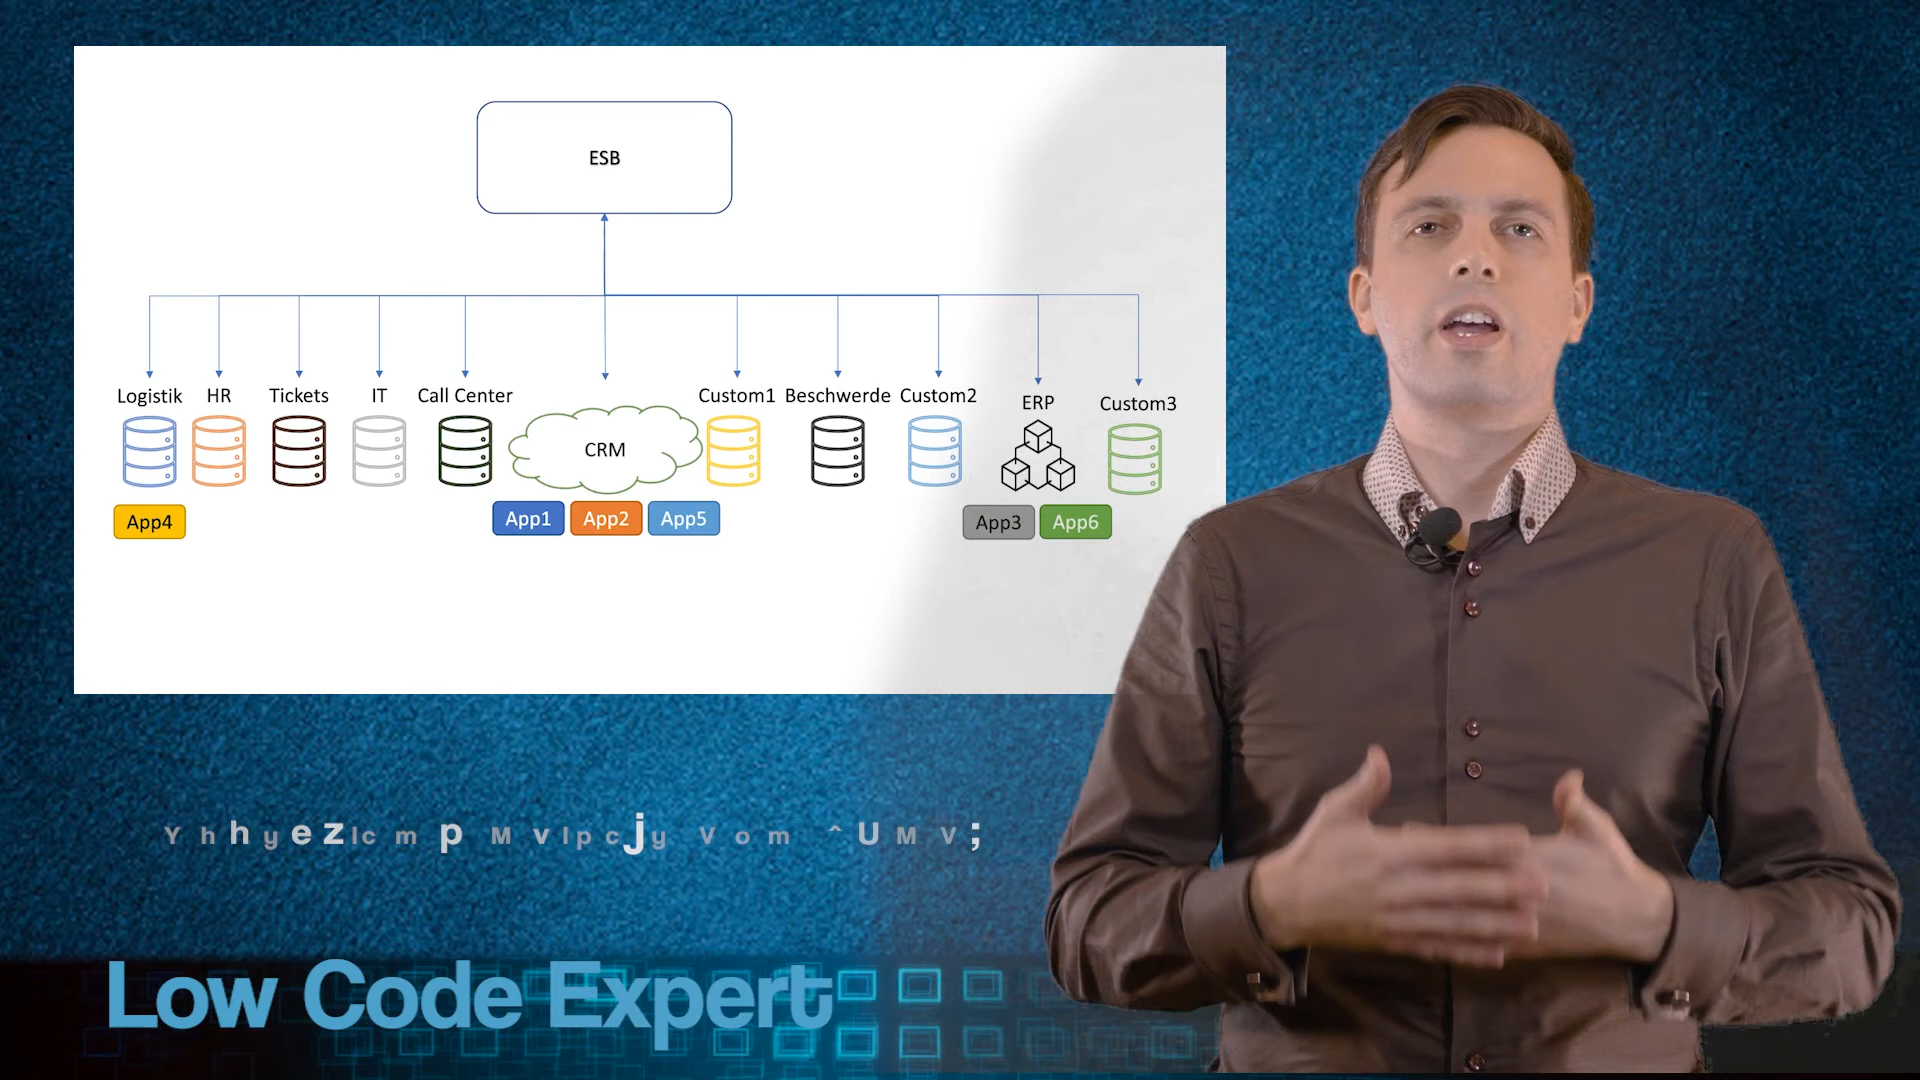 ESB
Logistik HR Tickets IT Call Center Custom1 Beschwerde Custom2 ERP Custom3
CRM
App4 App1 App2 App5 App3 App6
Y h h y e z l c m p M v l p c j y V o m ^ U M V ;
Low Code Expert